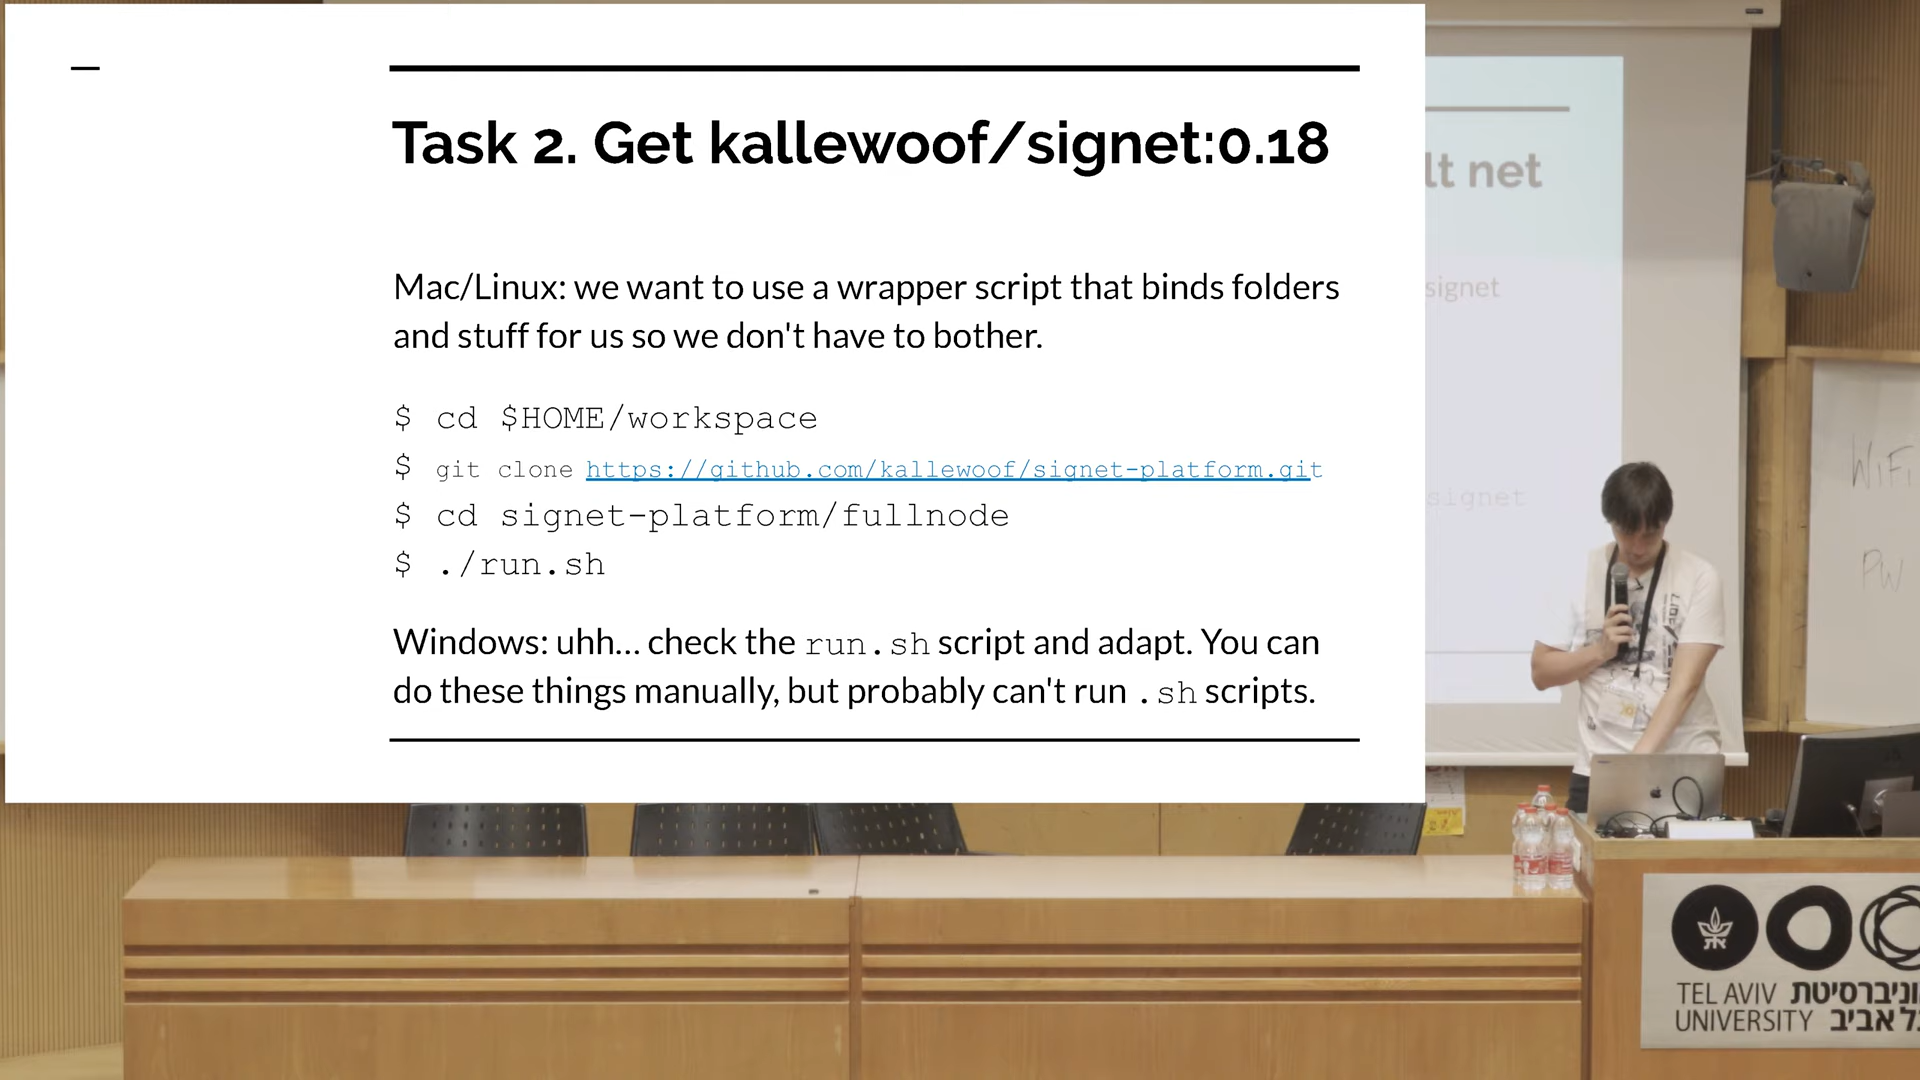 Task 2. Get kallewoof/signet:0.18
Mac/Linux: we want to use a wrapper script that binds folders
and stuff for us so we don't have to bother.
$ cd $HOME/workspace
$ git clone https://github.com/kallewoof/signet-platform.git
$ cd signet-platform/fullnode
$ ./run.sh
Windows: uhh... check the run.sh script and adapt. You can
do these things manually, but probably can't run .sh scripts.
lt net
signet
signet
WiFi
PW
TEL AVIV
UNIVERSITY